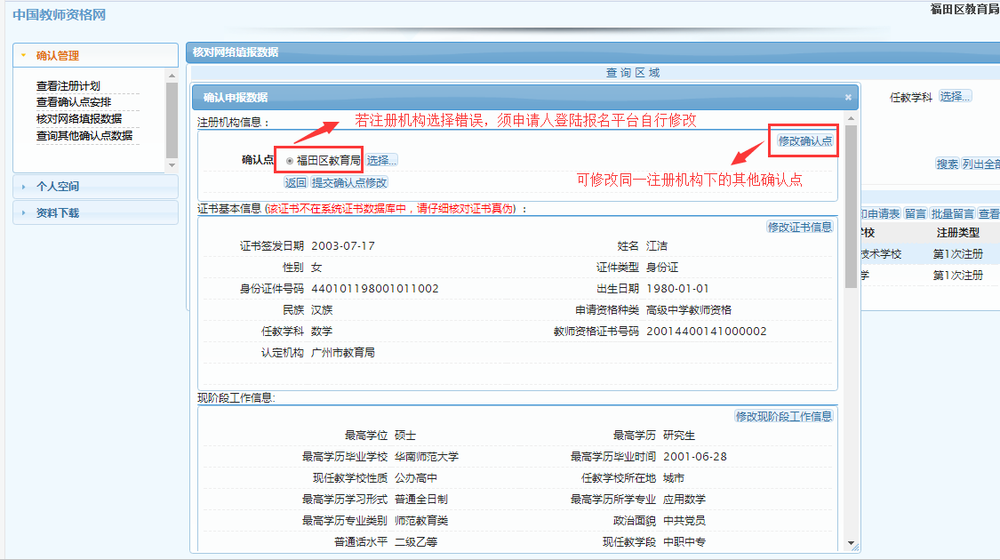 中国教师资格网
福田区教育局
确认管理
查看注册计划
查看确认点安排
核对网络填报数据
查询其他确认点数据
个人空间
资料下载
核对网络填报数据
查 询 区 域
任教学科 选择...
搜索 列出全部
印申请表 留言 批量留言 查看
学校 注册类型
技术学校 第1次注册
学 第1次注册
确认申报数据
注册机构信息：
若注册机构选择错误，须申请人登陆报名平台自行修改
修改确认点
确认点 福田区教育局 选择...
可修改同一注册机构下的其他确认点
返回 提交确认点修改
证书基本信息 (该证书不在系统证书数据库中，请仔细核对证书真伪) ：
修改证书信息
证书签发日期 2003-07-17 姓名 江洁
性别 女 证件类型 身份证
身份证件号码 440101198001011002 出生日期 1980-01-01
民族 汉族 申请资格种类 高级中学教师资格
任教学科 数学 教师资格证书号码 20014400141000002
认定机构 广州市教育局
现阶段工作信息:
修改现阶段工作信息
最高学位 硕士 最高学历 研究生
最高学历毕业学校 华南师范大学 最高学历毕业时间 2001-06-28
现任教学校性质 公办高中 任教学校所在地 城市
最高学历学习形式 普通全日制 最高学历所学专业 应用数学
最高学历专业类别 师范教育类 政治面貌 中共党员
普通话水平 二级乙等 现任教学段 中职中专